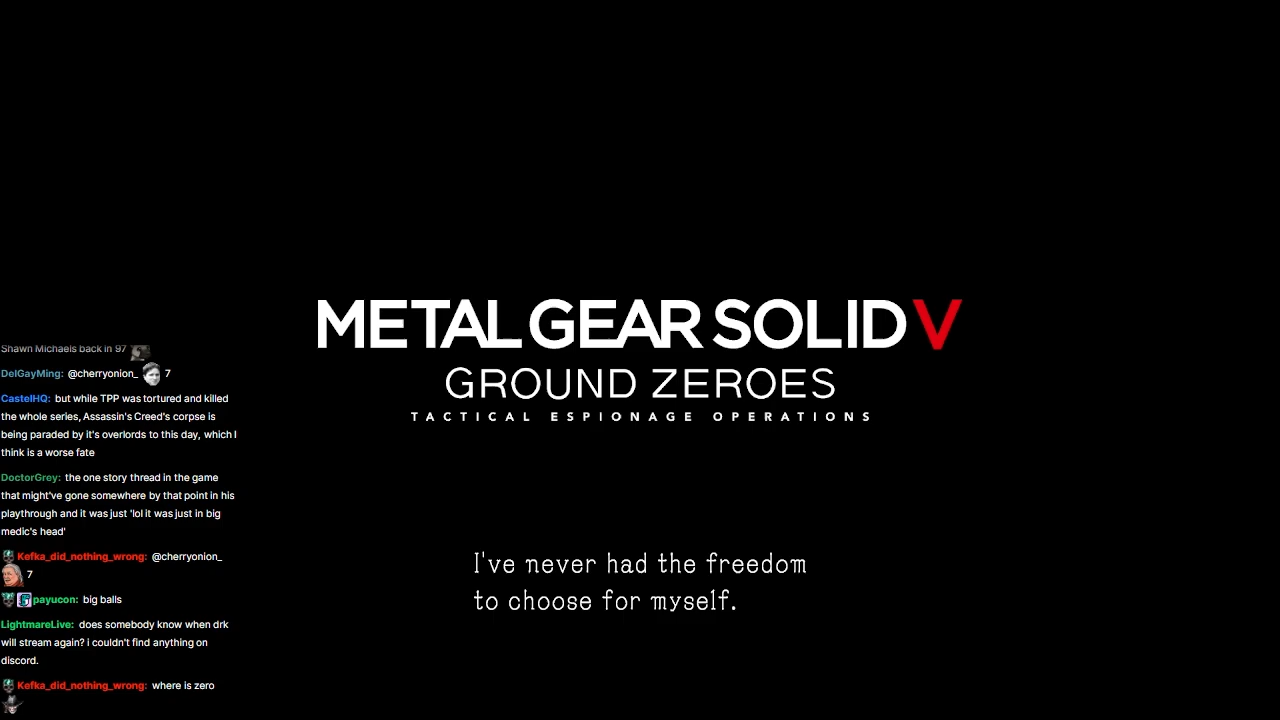 METAL GEAR SOLID V
GROUND ZEROES
TACTICAL ESPIONAGE OPERATIONS
I've never had the freedom
to choose for myself.
Shawn Michaels back in 97
DelGayMing: @cherryonion_ 7
CastelHQ: but while TPP was tortured and killed
the whole series, Assassin's Creed's corpse is
being paraded by it's overlords to this day, which I
think is a worse fate
DoctorGrey: the one story thread in the game
that might've gone somewhere by that point in his
playthrough and it was just 'lol it was just in big
medic's head'
Kefka_did_nothing_wrong: @cherryonion_
7
payucon: big balls
LightmareLive: does somebody know when drk
will stream again? i couldn't find anything on
discord.
Kefka_did_nothing_wrong: where is zero